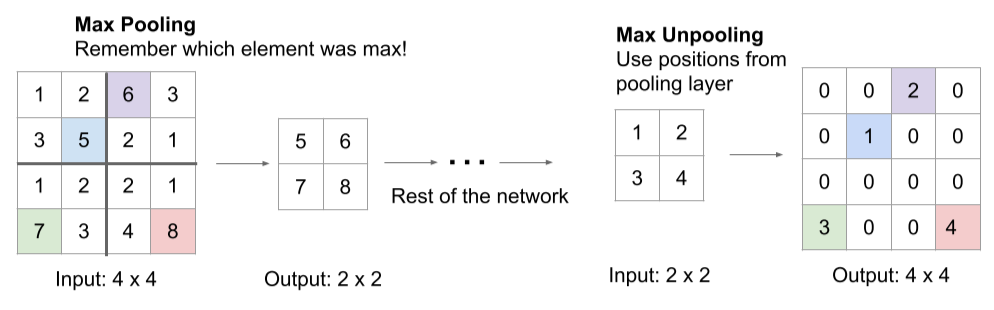 Max Pooling
Remember which element was max!
1 2 6 3
3 5 2 1
1 2 2 1
7 3 4 8
Input: 4 x 4
5 6
7 8
Output: 2 x 2
...
Rest of the network
Max Unpooling
Use positions from
pooling layer
1 2
3 4
Input: 2 x 2
0 0 2 0
0 1 0 0
0 0 0 0
3 0 0 4
Output: 4 x 4